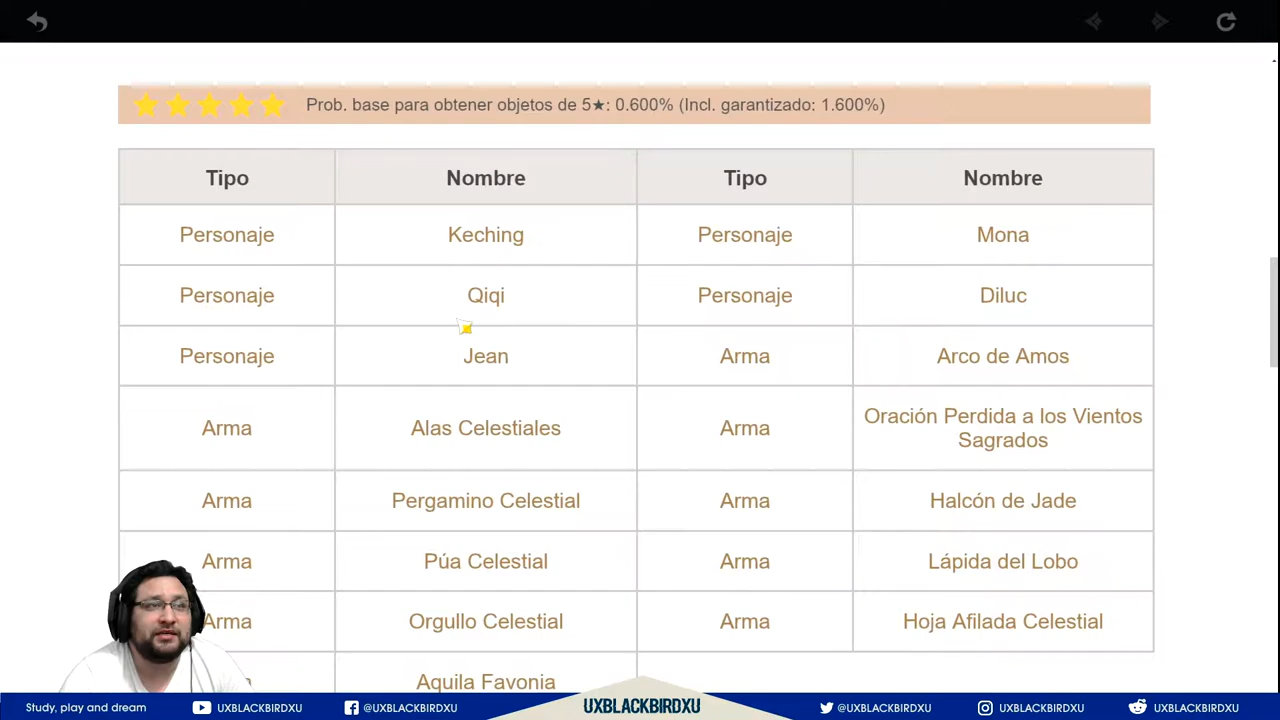 Prob. base para obtener objetos de 5★: 0.600% (Incl. garantizado: 1.600%)
Tipo Nombre Tipo Nombre
Personaje Keching Personaje Mona
Personaje Qiqi Personaje Diluc
Personaje Jean Arma Arco de Amos
Arma Alas Celestiales Arma Oración Perdida a los Vientos
Sagrados
Arma Pergamino Celestial Arma Halcón de Jade
Arma Púa Celestial Arma Lápida del Lobo
Arma Orgullo Celestial Arma Hoja Afilada Celestial
Aquila Favonia
Study, play and dream UXBLACKBIRDXU @UXBLACKBIRDXU UXBLACKBIRDXU @UXBLACKBIRDXU UXBLACKBIRDXU UXBLACKBIRDXU